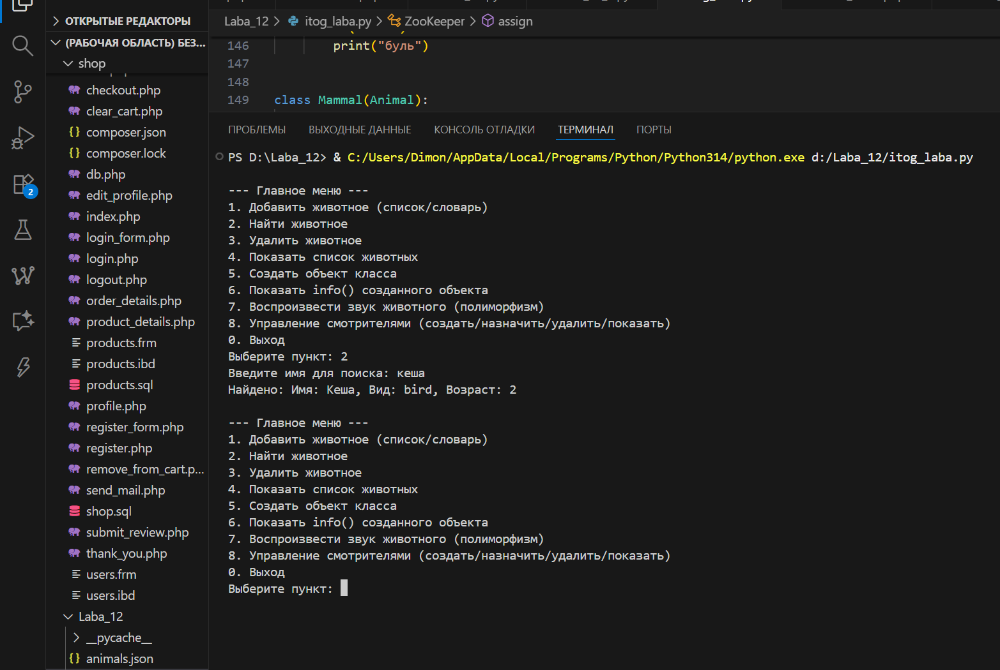 ОТКРЫТЫЕ РЕДАКТОРЫ
(РАБОЧАЯ ОБЛАСТЬ) БЕЗ...
shop
checkout.php
clear_cart.php
composer.json
composer.lock
db.php
edit_profile.php
index.php
login_form.php
login.php
logout.php
order_details.php
product_details.php
products.frm
products.ibd
products.sql
profile.php
register_form.php
register.php
remove_from_cart.p...
send_mail.php
shop.sql
submit_review.php
thank_you.php
users.frm
users.ibd
Laba_12
__pycache__
animals.json
2
Laba_12 > itog_laba.py > ZooKeeper > assign
146 print("буль")
147
148
149 class Mammal(Animal):
ПРОБЛЕМЫ ВЫХОДНЫЕ ДАННЫЕ КОНСОЛЬ ОТЛАДКИ ТЕРМИНАЛ ПОРТЫ
PS D:\Laba_12> & C:/Users/Dimon/AppData/Local/Programs/Python/Python314/python.exe d:/Laba_12/itog_laba.py
--- Главное меню ---
1. Добавить животное (список/словарь)
2. Найти животное
3. Удалить животное
4. Показать список животных
5. Создать объект класса
6. Показать info() созданного объекта
7. Воспроизвести звук животного (полиморфизм)
8. Управление смотрителями (создать/назначить/удалить/показать)
0. Выход
Выберите пункт: 2
Введите имя для поиска: кеша
Найдено: Имя: Кеша, Вид: bird, Возраст: 2
--- Главное меню ---
1. Добавить животное (список/словарь)
2. Найти животное
3. Удалить животное
4. Показать список животных
5. Создать объект класса
6. Показать info() созданного объекта
7. Воспроизвести звук животного (полиморфизм)
8. Управление смотрителями (создать/назначить/удалить/показать)
0. Выход
Выберите пункт: